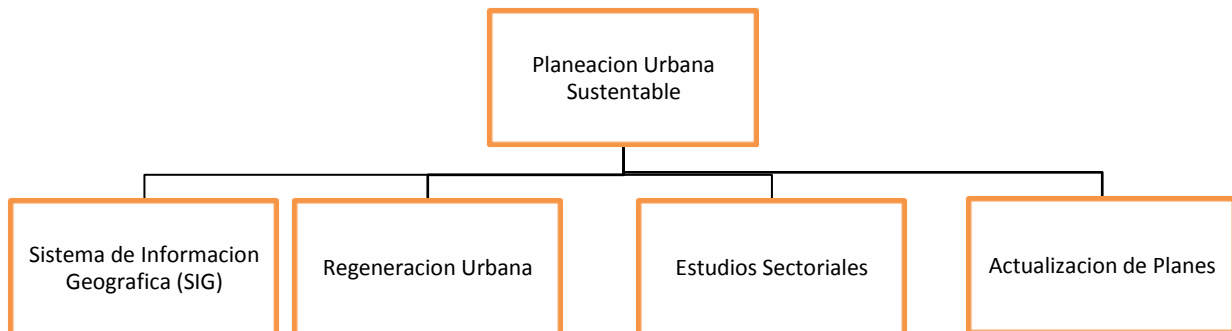 Planeacion Urbana
Sustentable
Sistema de Informacion
Geografica (SIG)
Regeneracion Urbana
Estudios Sectoriales
Actualizacion de Planes